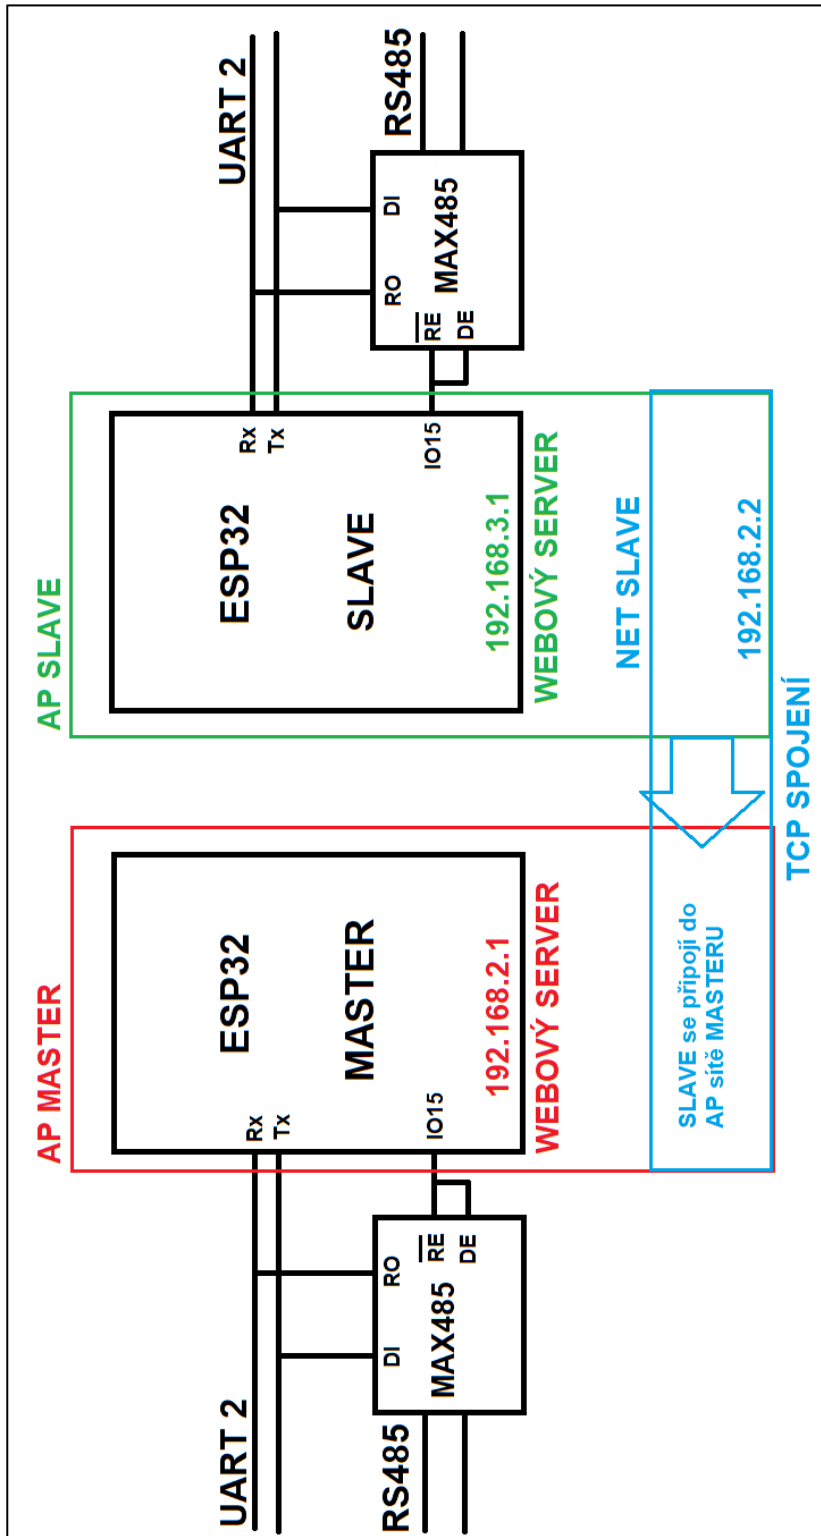 AP MASTER
AP SLAVE
UART 2
ESP32
ESP32
UART 2
Rx
Tx
Rx
Tx
DI
RO
MASTER
SLAVE
RO
DI
RS485
MAX485
RE
DE
IO15
192.168.2.1
IO15
192.168.3.1
RE
DE
MAX485
RS485
WEBOVÝ SERVER
WEBOVÝ SERVER
NET SLAVE
SLAVE se připojí do
AP sítě MASTERU
192.168.2.2
TCP SPOJENÍ